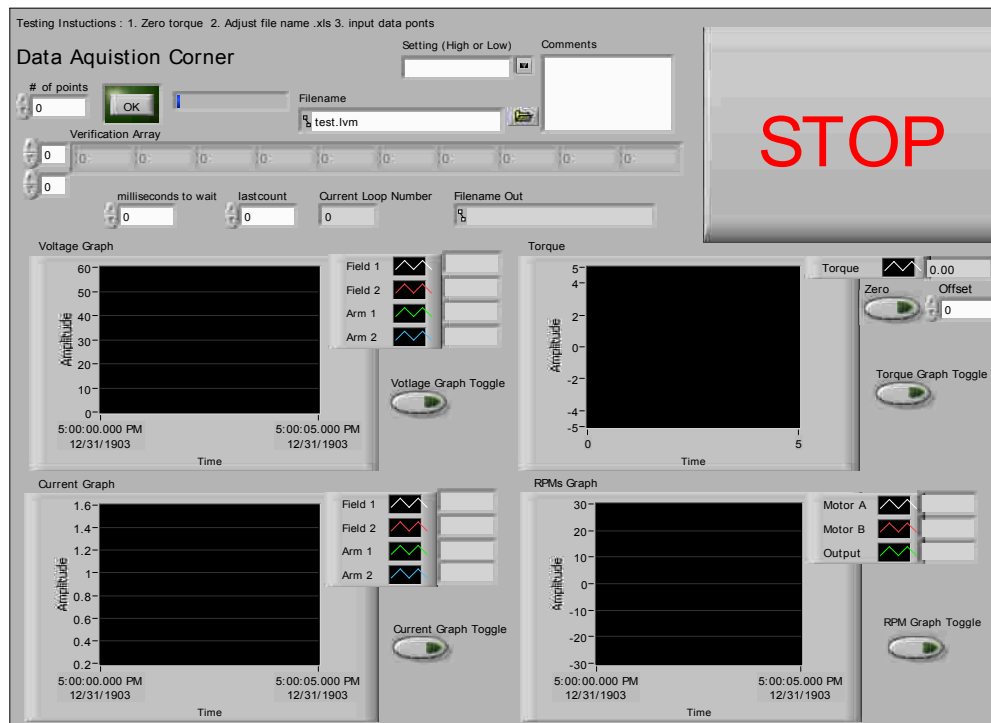 Testing Instuctions : 1. Zero torque 2. Adjust file name .xls 3. input data ponts
Data Aquistion Corner
Setting (High or Low)
Comments
# of points
0
OK
Filename
test.lvm
STOP
Verification Array
0
0: 0: 0: 0: 0: 0: 0: 0: 0: 0:
0
milliseconds to wait
0
lastcount
0
Current Loop Number
0
Filename Out
Voltage Graph
Amplitude
60
50
40
30
20
10
0
5:00:00.000 PM
12/31/1903
5:00:05.000 PM
12/31/1903
Time
Field 1
Field 2
Arm 1
Arm 2
Votlage Graph Toggle
Torque
Amplitude
5
4
2
0
-2
-4
-5
0
5
Time
Torque
0.00
Zero
Offset
0
Torque Graph Toggle
Current Graph
Amplitude
1.6
1.4
1.2
1
0.8
0.6
0.4
0.2
5:00:00.000 PM
12/31/1903
5:00:05.000 PM
12/31/1903
Time
Field 1
Field 2
Arm 1
Arm 2
Current Graph Toggle
RPMs Graph
Amplitude
30
20
10
0
-10
-20
-30
5:00:00.000 PM
12/31/1903
5:00:05.000 PM
12/31/1903
Time
Motor A
Motor B
Output
RPM Graph Toggle